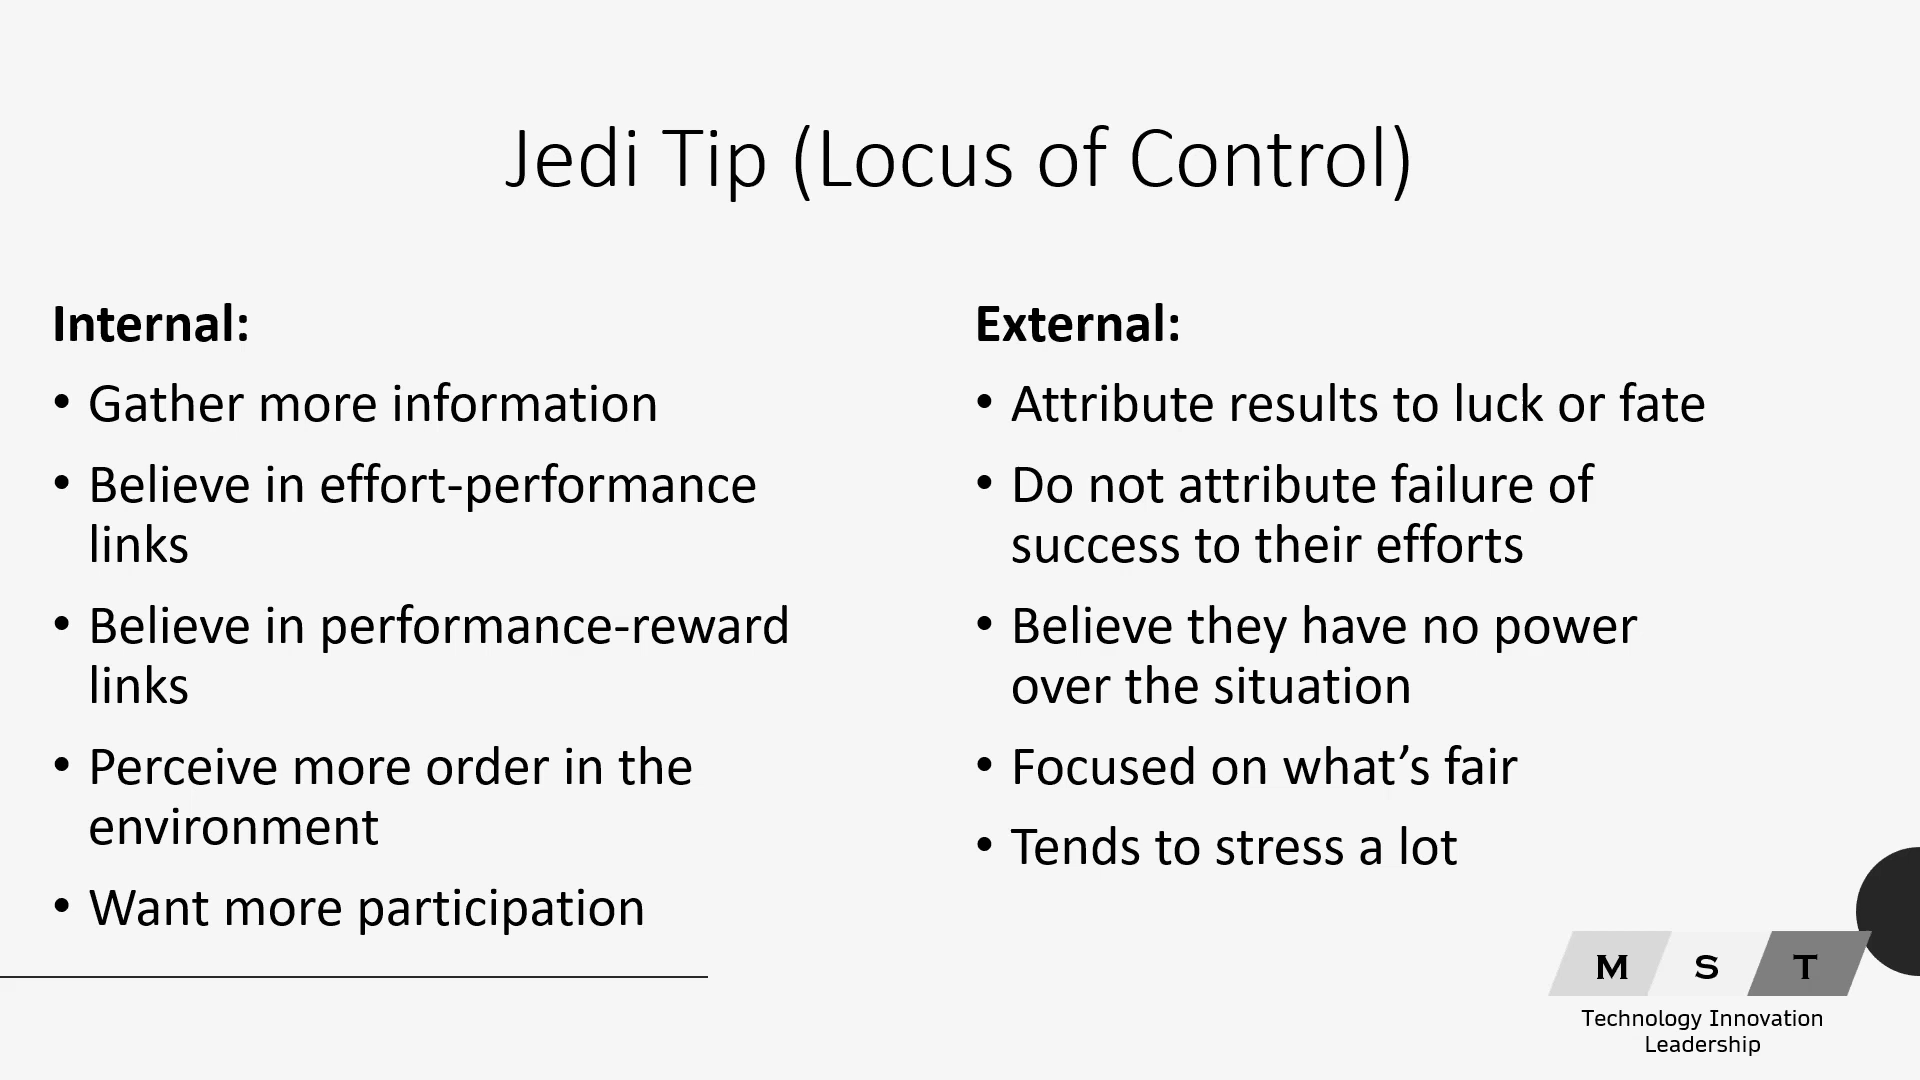 Jedi Tip (Locus of Control)
Internal:
• Gather more information
• Believe in effort-performance
links
• Believe in performance-reward
links
• Perceive more order in the
environment
• Want more participation
External:
• Attribute results to luck or fate
• Do not attribute failure of
success to their efforts
• Believe they have no power
over the situation
• Focused on what’s fair
• Tends to stress a lot
M S T
Technology Innovation
Leadership